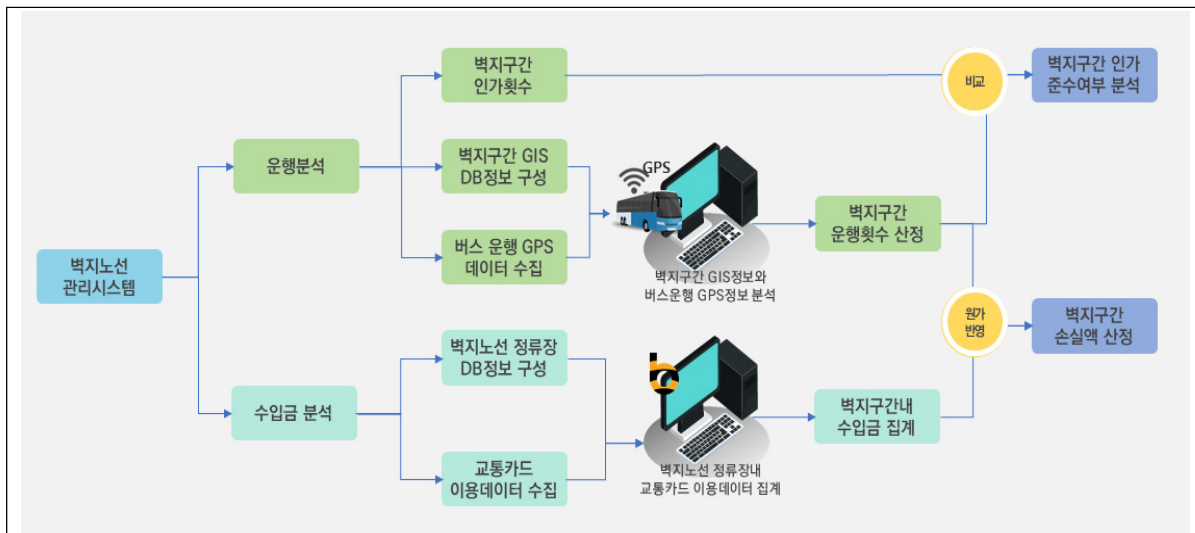 벽지노선
관리시스템
운행분석
수입금 분석
벽지구간
인가횟수
벽지구간 GIS
DB정보 구성
버스 운행 GPS
데이터 수집
벽지노선 정류장
DB정보 구성
교통카드
이용데이터 수집
GPS
벽지구간 GIS정보와
버스운행 GPS정보 분석
벽지노선 정류장내
교통카드 이용데이터 집계
벽지구간
운행횟수 산정
벽지구간내
수입금 집계
비교
원가
반영
벽지구간 인가
준수여부 분석
벽지구간
손실액 산정